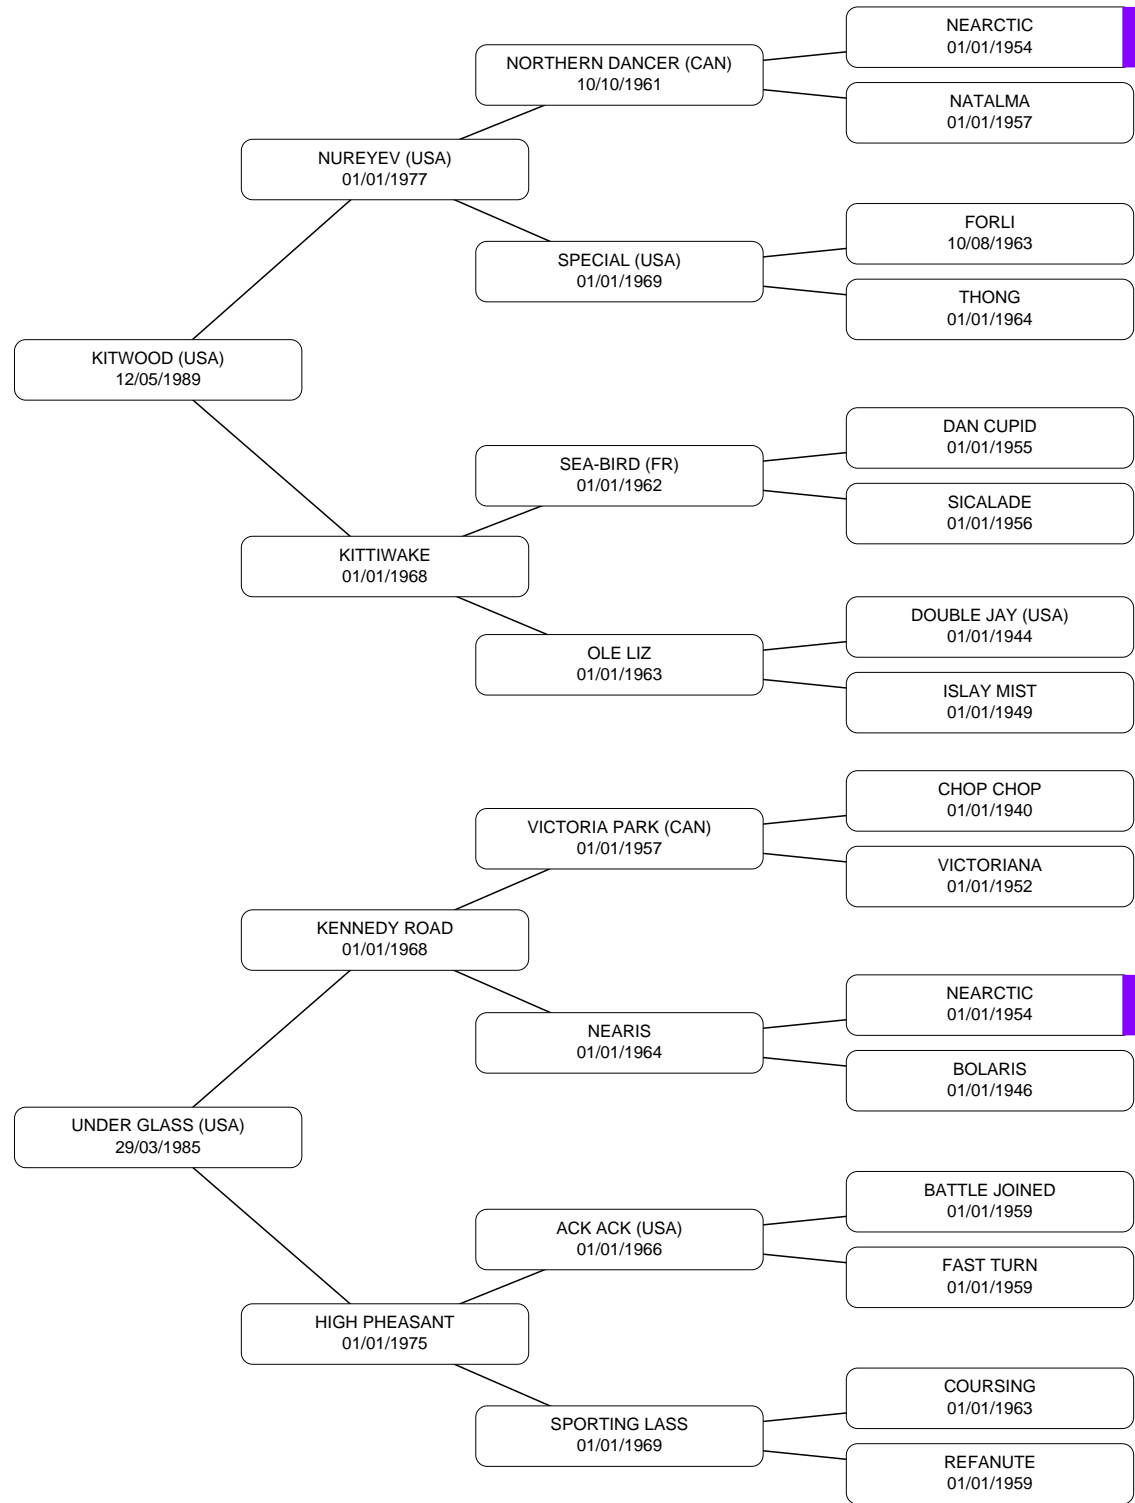 NEARCTIC
01/01/1954
NORTHERN DANCER (CAN)
10/10/1961
NATALMA
01/01/1957
NUREYEV (USA)
01/01/1977
FORLI
10/08/1963
SPECIAL (USA)
01/01/1969
THONG
01/01/1964
KITWOOD (USA)
12/05/1989
DAN CUPID
01/01/1955
SEA-BIRD (FR)
01/01/1962
SICALADE
01/01/1956
KITTIWAKE
01/01/1968
DOUBLE JAY (USA)
01/01/1944
OLE LIZ
01/01/1963
ISLAY MIST
01/01/1949
CHOP CHOP
01/01/1940
VICTORIA PARK (CAN)
01/01/1957
VICTORIANA
01/01/1952
KENNEDY ROAD
01/01/1968
NEARCTIC
01/01/1954
NEARIS
01/01/1964
BOLARIS
01/01/1946
UNDER GLASS (USA)
29/03/1985
BATTLE JOINED
01/01/1959
ACK ACK (USA)
01/01/1966
FAST TURN
01/01/1959
HIGH PHEASANT
01/01/1975
COURSING
01/01/1963
SPORTING LASS
01/01/1969
REFANUTE
01/01/1959